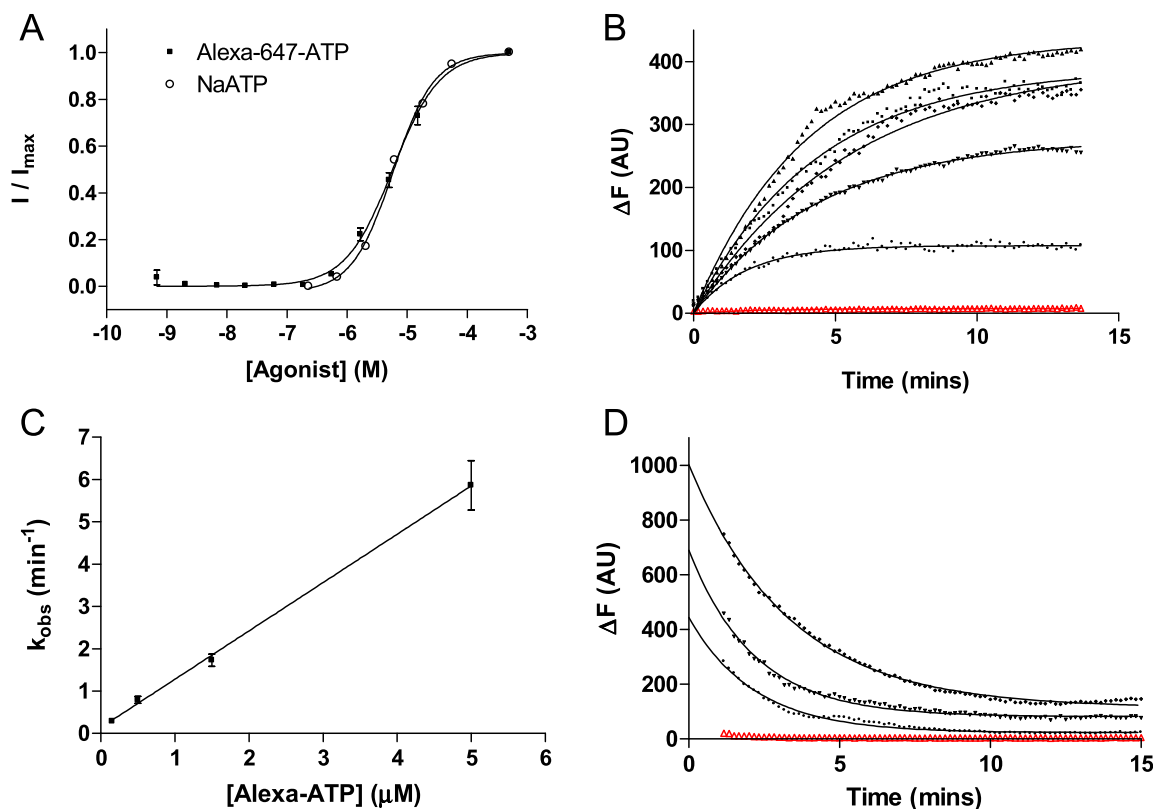 A
Alexa-647-ATP
NaATP
I / Imax
1.0
0.8
0.6
0.4
0.2
0.0
-10 -9 -8 -7 -6 -5 -4 -3
[Agonist] (M)
B
ΔF (AU)
400
300
200
100
0
0 5 10 15
Time (mins)
C
kobs (min-1)
7
6
5
4
3
2
1
0
0 1 2 3 4 5 6
[Alexa-ATP] (μM)
D
ΔF (AU)
1000
800
600
400
200
0
0 5 10 15
Time (mins)